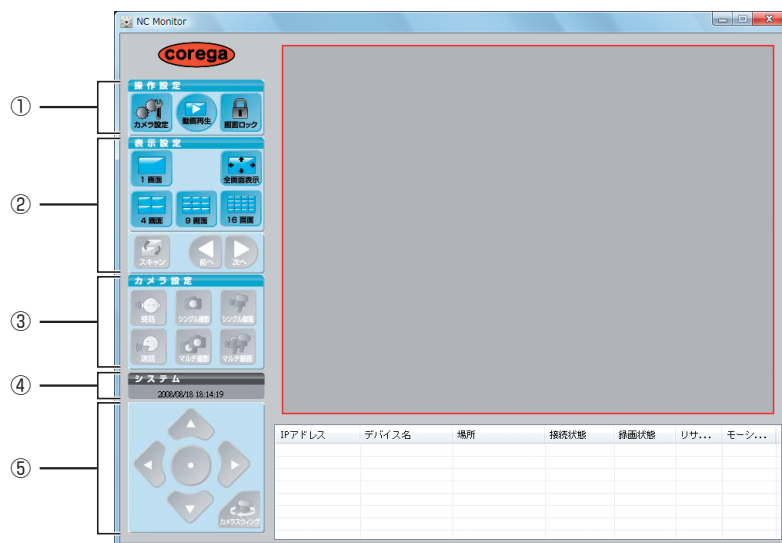 NC Monitor
corega
①
操作設定
カメラ設定
動画再生
画面ロック
②
表示設定
1 画面
全画面表示
4 画面
9 画面
16 画面
スキャン
前へ
次へ
③
カメラ設定
受話
シングル撮影
シングル録画
送話
マルチ撮影
マルチ録画
④
システム
2008/08/18 18:14:19
⑤
カメラスウィング
IPアドレス デバイス名 場所 接続状態 録画状態 リサ... モーシ...